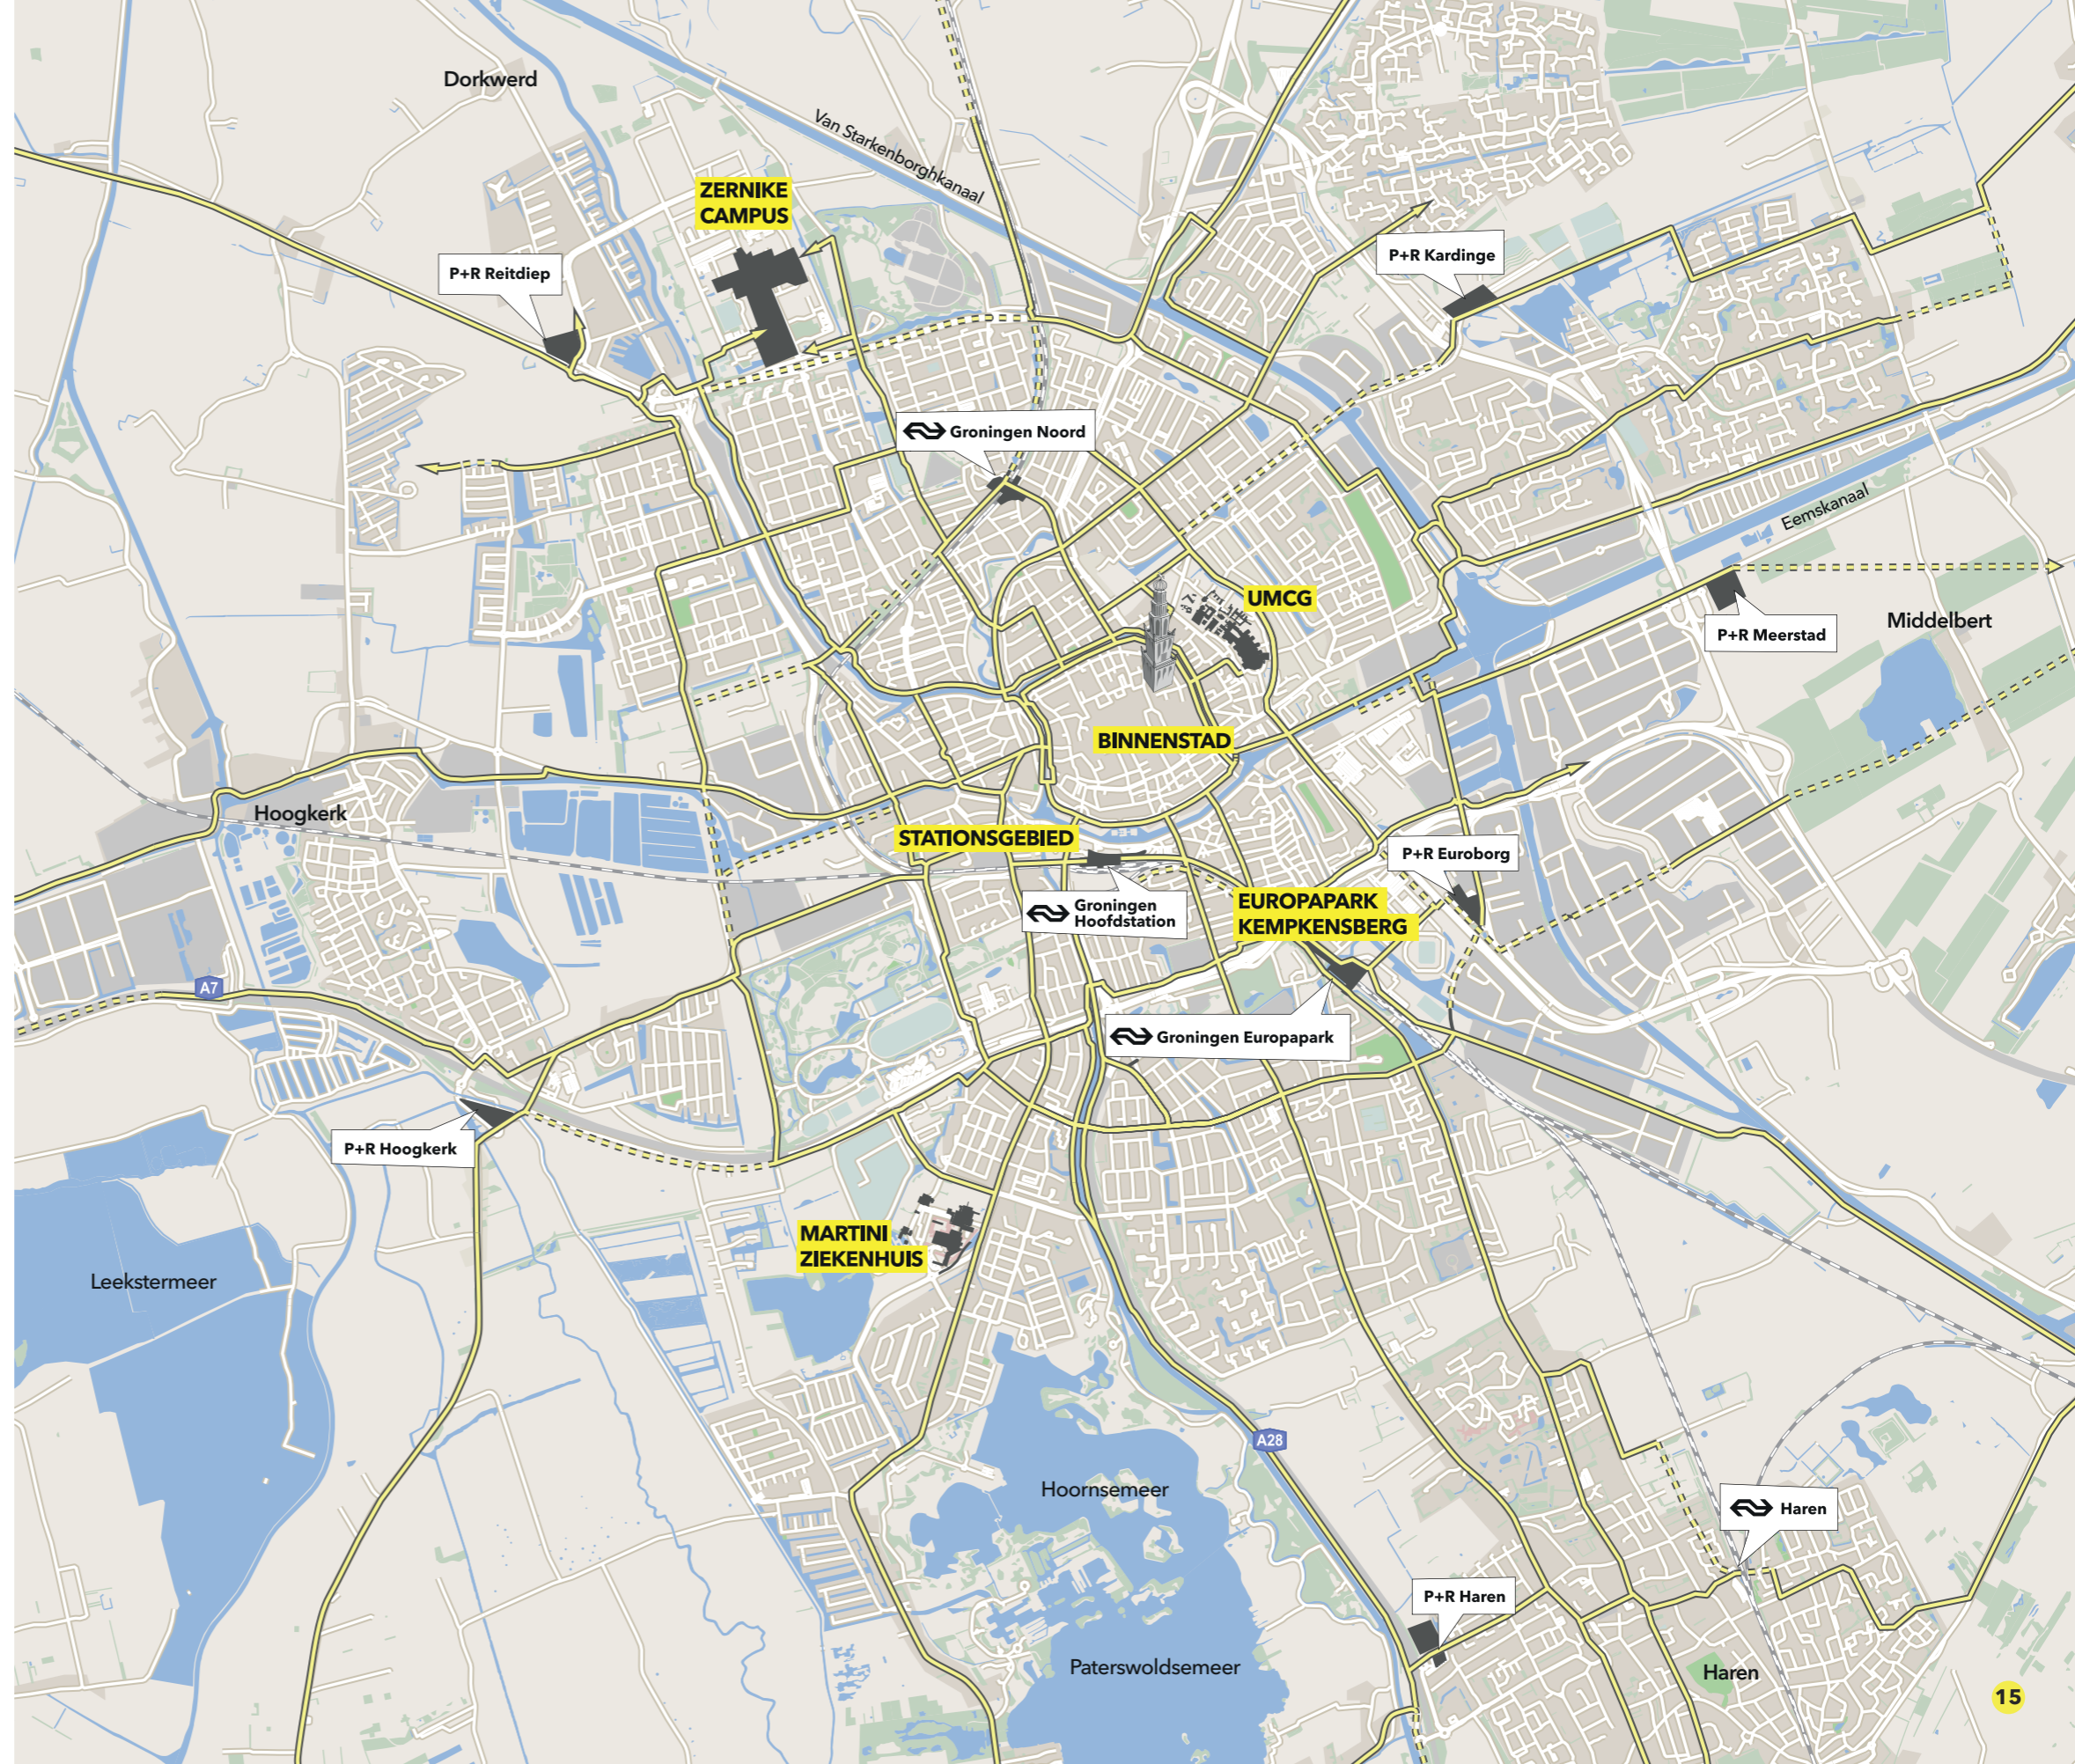 Dorkwerd
Van Starkenborghkanaal
ZERNIKE
CAMPUS
P+R Reitdiep
P+R Kardinge
Groningen Noord
Eemskanaal
UMCG
Middelbert
P+R Meerstad
BINNENSTAD
Hoogkerk
STATIONSGEBIED
P+R Euroborg
Groningen
Hoofdstation
EUROPAPARK
KEMPKENSBERG
A7
Groningen Europapark
P+R Hoogkerk
MARTINI
ZIEKENHUIS
Leekstermeer
A28
Hoornsemeer
Haren
P+R Haren
Paterswoldsemeer
Haren
15